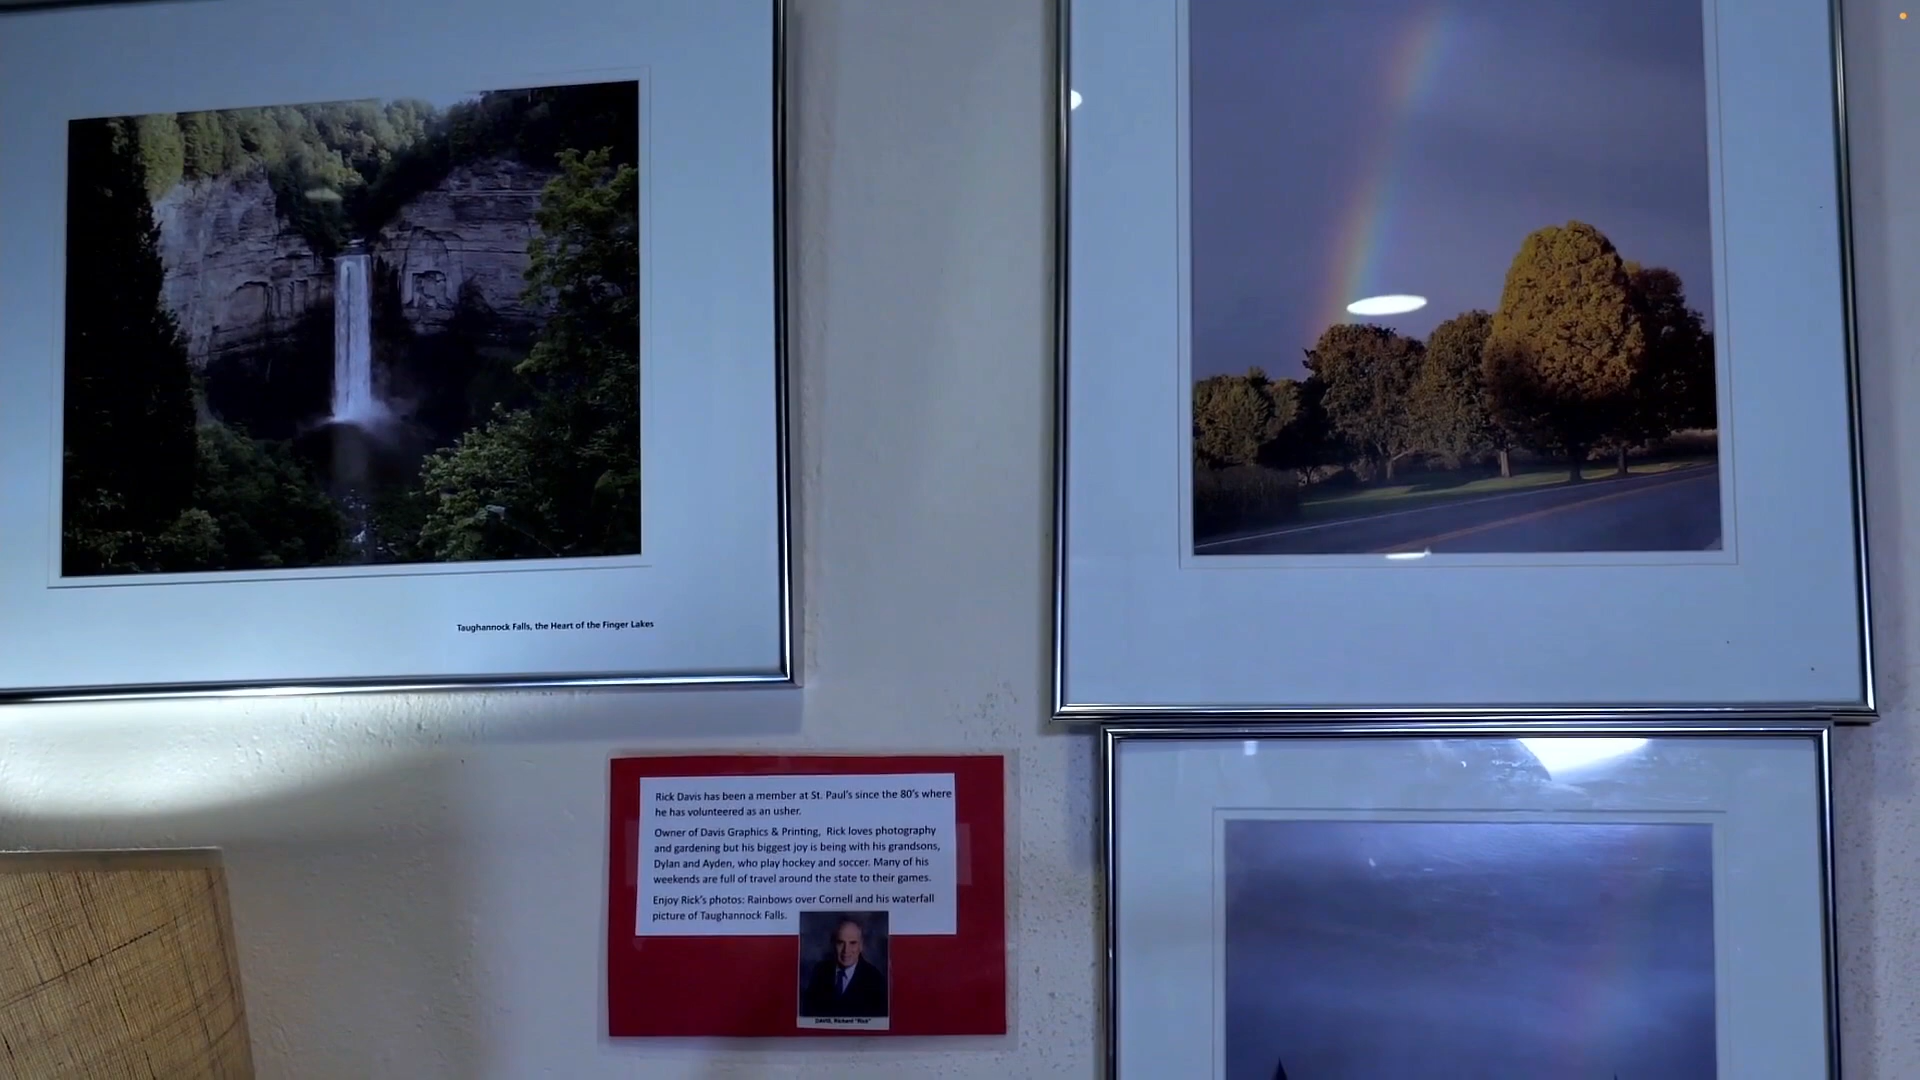 Taughannock Falls, the Heart of the Finger Lakes
Rick Davis has been a member at St. Paul's since the 80's where
he has volunteered as an usher.
Owner of Davis Graphics & Printing, Rick loves photography
and gardening but his biggest joy is being with his grandsons,
Dylan and Ayden, who play hockey and soccer. Many of his
weekends are full of travel around the state to their games.
Enjoy Rick's photos: Rainbows over Cornell and his waterfall
picture of Taughannock Falls.
DAVIS, Richard "Rick"